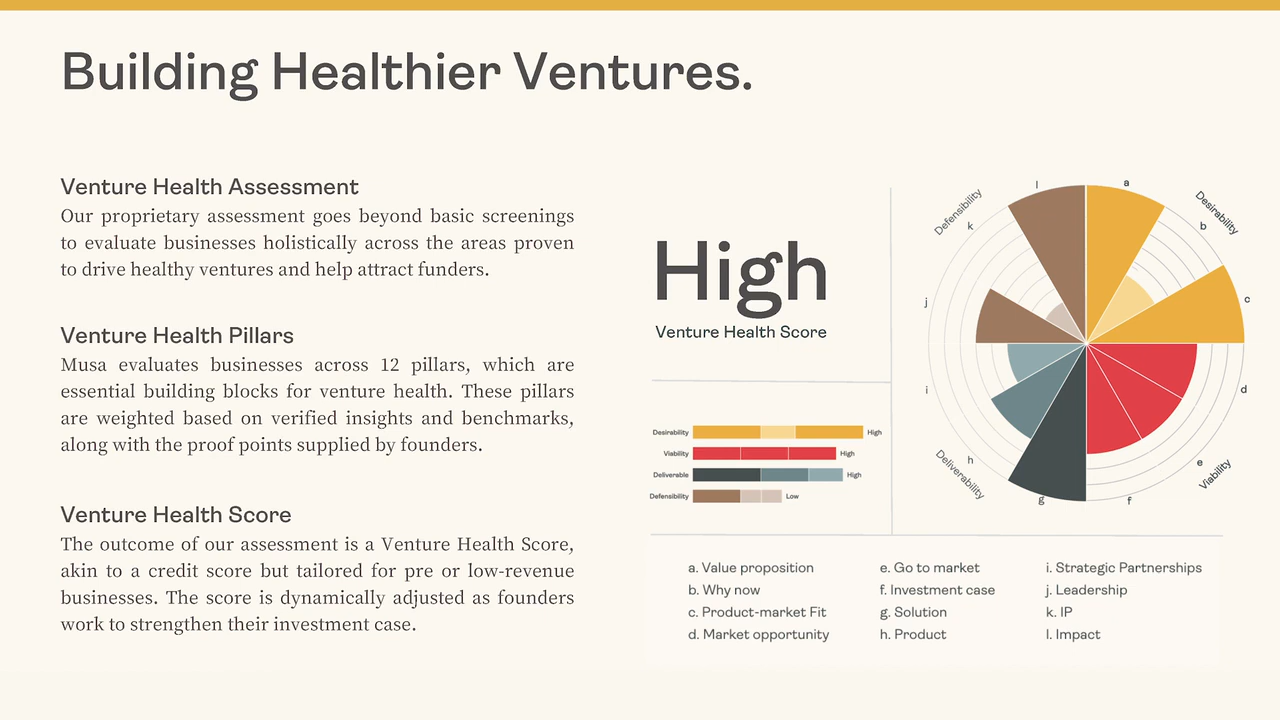 Building Healthier Ventures.
Venture Health Assessment
Our proprietary assessment goes beyond basic screenings
to evaluate businesses holistically across the areas proven
to drive healthy ventures and help attract funders.
Venture Health Pillars
Musa evaluates businesses across 12 pillars, which are
essential building blocks for venture health. These pillars
are weighted based on verified insights and benchmarks,
along with the proof points supplied by founders.
Venture Health Score
The outcome of our assessment is a Venture Health Score,
akin to a credit score but tailored for pre or low-revenue
businesses. The score is dynamically adjusted as founders
work to strengthen their investment case.
High
Venture Health Score
Desirability High
Viability High
Deliverable High
Defensibility Low
l
a
Defensibility
Desirability
k
b
j
c
i
d
h
e
Deliverability
Viability
g
f
a. Value proposition
b. Why now
c. Product-market Fit
d. Market opportunity
e. Go to market
f. Investment case
g. Solution
h. Product
i. Strategic Partnerships
j. Leadership
k. IP
l. Impact